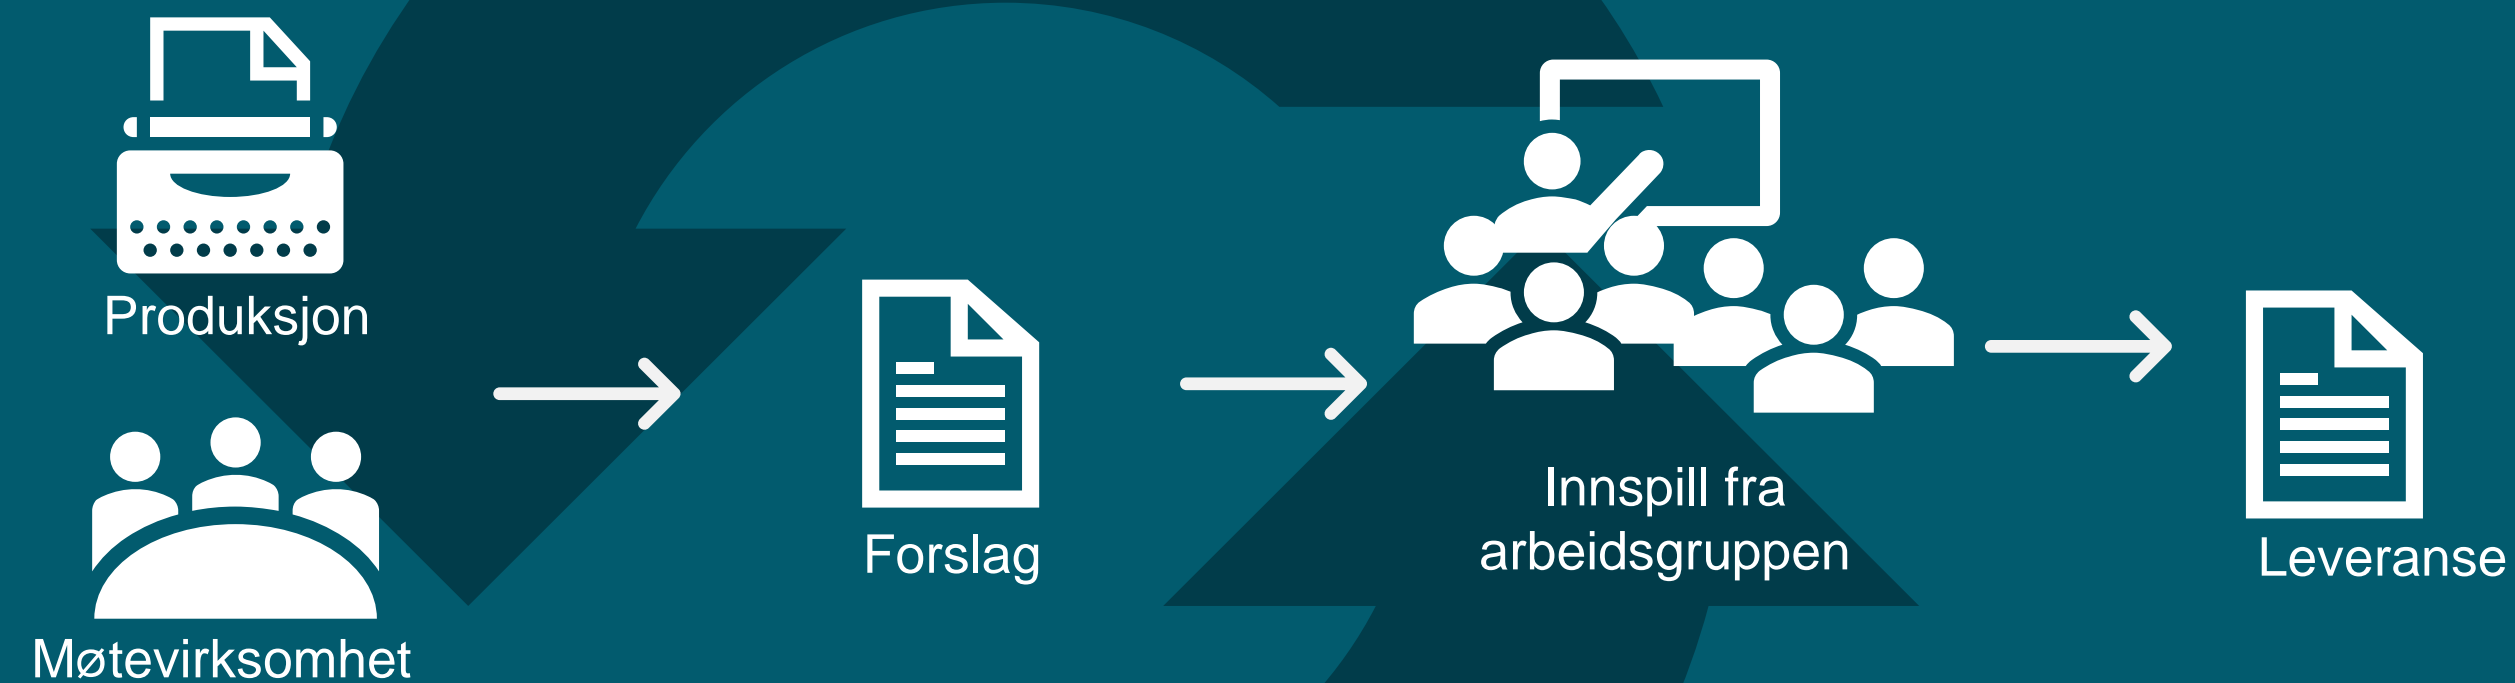 Produksjon
Møtevirksomhet
Forslag
Innspill fra
arbeidsgruppen
Leveranse